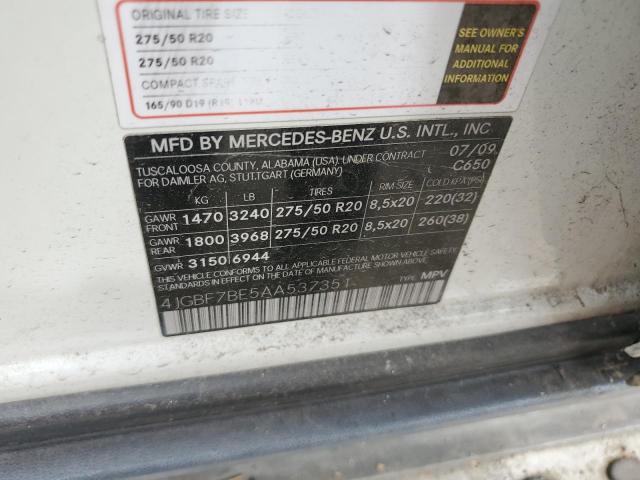 ORIGINAL TIRE SIZE
275/50 R20
275/50 R20
COMPACT
165/90 D19
SEE OWNER'S
MANUAL FOR
ADDITIONAL
INFORMATION
MFD BY MERCEDES-BENZ U.S. INTL., INC
TUSCALOOSA COUNTY, ALABAMA (USA), UNDER CONTRACT 07/09
FOR DAIMLER AG, STUTTGART (GERMANY) C650
KG LB TIRES RIM SIZE COLD KPA(PSI)
GAWR FRONT 1470 3240 275/50 R20 8,5x20 220(32)
GAWR REAR 1800 3968 275/50 R20 8,5x20 260(38)
GVWR 3150 6944
THIS VEHICLE CONFORMS TO ALL APPLICABLE FEDERAL MOTOR VEHICLE SAFETY
STANDARDS IN EFFECT ON THE DATE OF MANUFACTURE SHOWN ABOVE.
4JGBF7BE5AA537351 TYPE: MPV